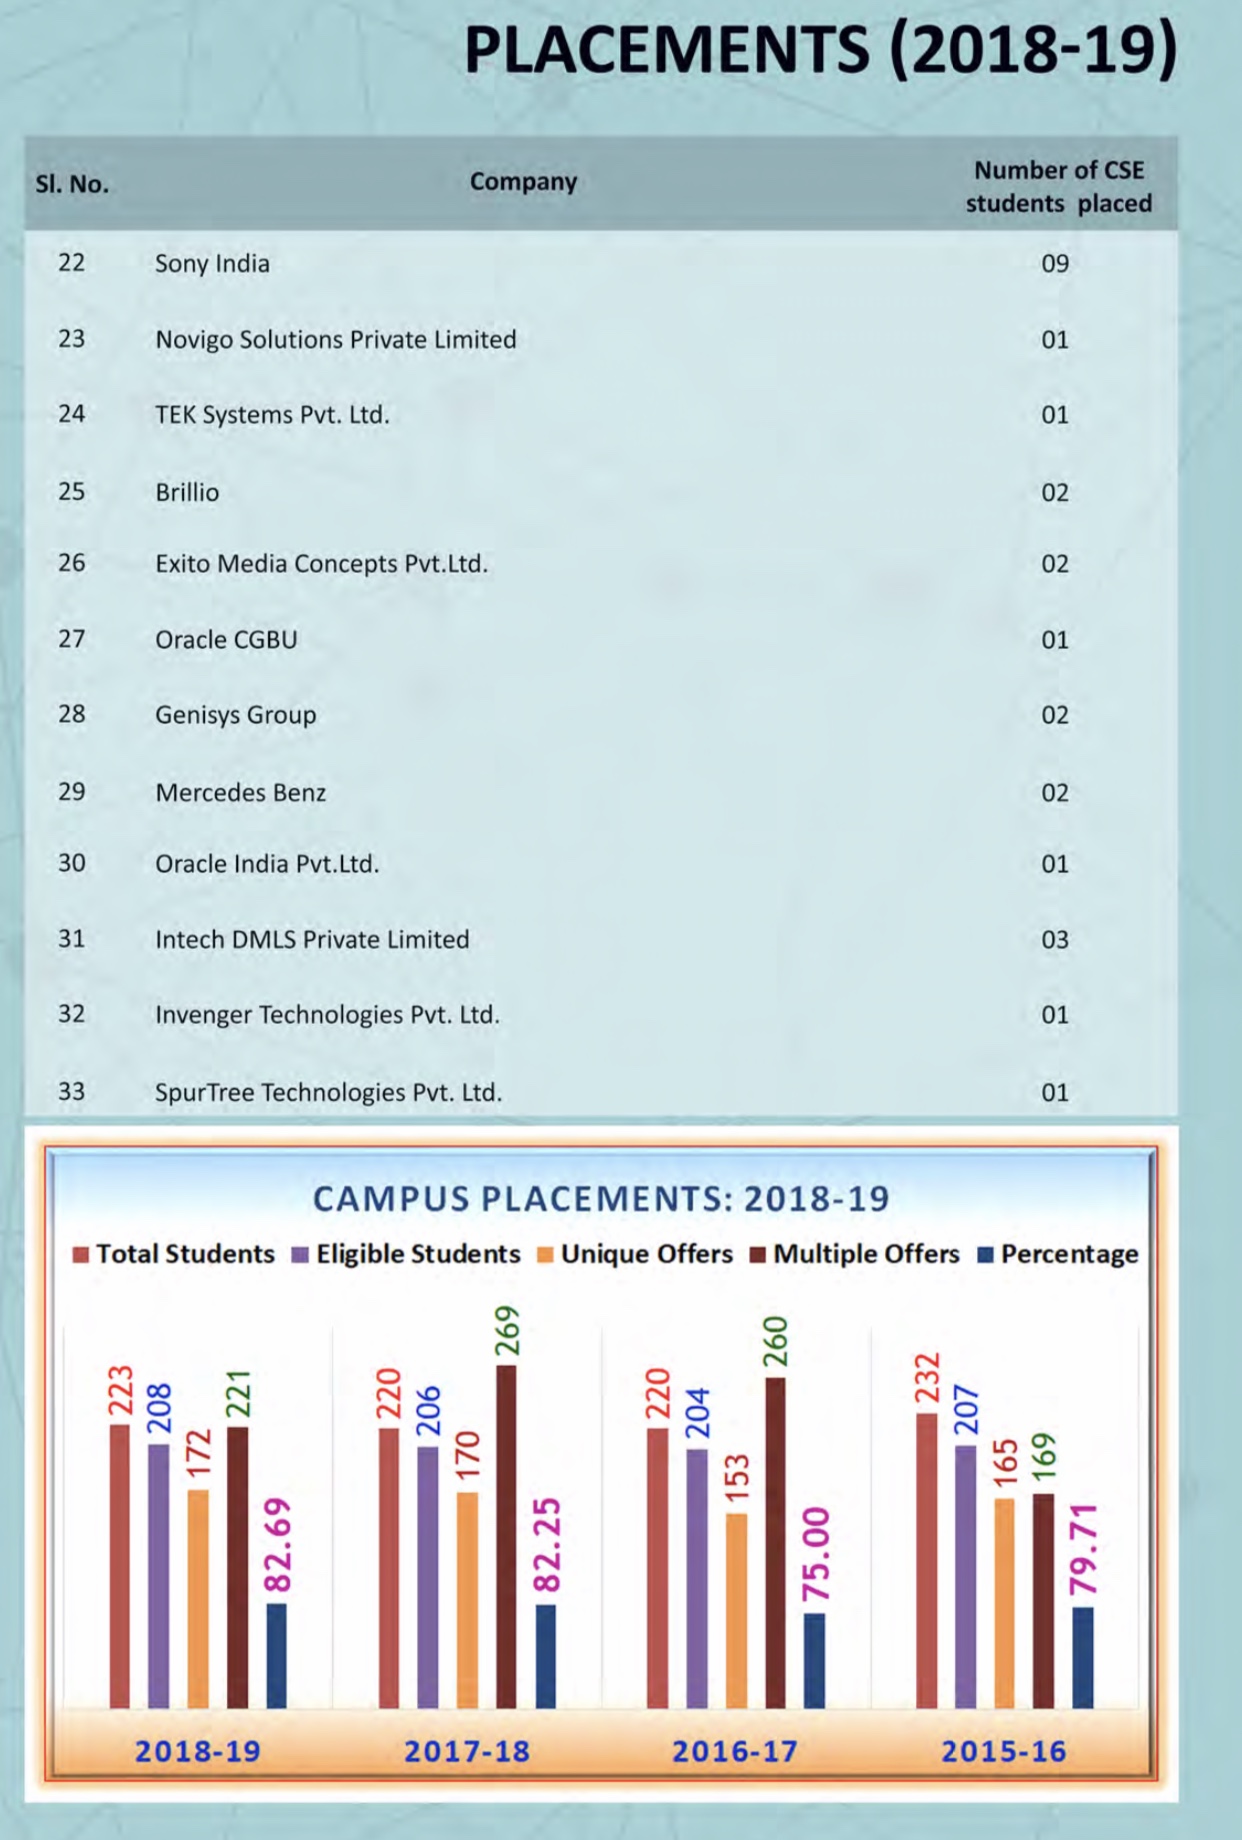 PLACEMENTS (2018-19)
Sl. No. Company Number of CSE students placed
22 Sony India 09
23 Novigo Solutions Private Limited 01
24 TEK Systems Pvt. Ltd. 01
25 Brillio 02
26 Exito Media Concepts Pvt.Ltd. 02
27 Oracle CGBU 01
28 Genisys Group 02
29 Mercedes Benz 02
30 Oracle India Pvt.Ltd. 01
31 Intech DMLS Private Limited 03
32 Invenger Technologies Pvt. Ltd. 01
33 SpurTree Technologies Pvt. Ltd. 01
CAMPUS PLACEMENTS: 2018-19
Total Students Eligible Students Unique Offers Multiple Offers Percentage
223 208 172 221 82.69
220 206 170 269 82.25
220 204 153 260 75.00
232 207 165 169 79.71
2018-19 2017-18 2016-17 2015-16